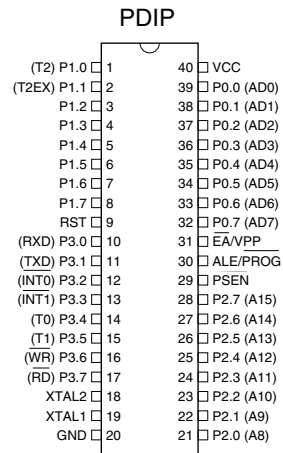 PDIP
(T2) P1.0 1 40 VCC
(T2EX) P1.1 2 39 P0.0 (AD0)
P1.2 3 38 P0.1 (AD1)
P1.3 4 37 P0.2 (AD2)
P1.4 5 36 P0.3 (AD3)
P1.5 6 35 P0.4 (AD4)
P1.6 7 34 P0.5 (AD5)
P1.7 8 33 P0.6 (AD6)
RST 9 32 P0.7 (AD7)
(RXD) P3.0 10 31 E̅A̅/VPP
(TXD) P3.1 11 30 ALE/P̅R̅O̅G̅
(I̅N̅T̅0̅) P3.2 12 29 P̅S̅E̅N̅
(I̅N̅T̅1̅) P3.3 13 28 P2.7 (A15)
(T0) P3.4 14 27 P2.6 (A14)
(T1) P3.5 15 26 P2.5 (A13)
(W̅R̅) P3.6 16 25 P2.4 (A12)
(R̅D̅) P3.7 17 24 P2.3 (A11)
XTAL2 18 23 P2.2 (A10)
XTAL1 19 22 P2.1 (A9)
GND 20 21 P2.0 (A8)